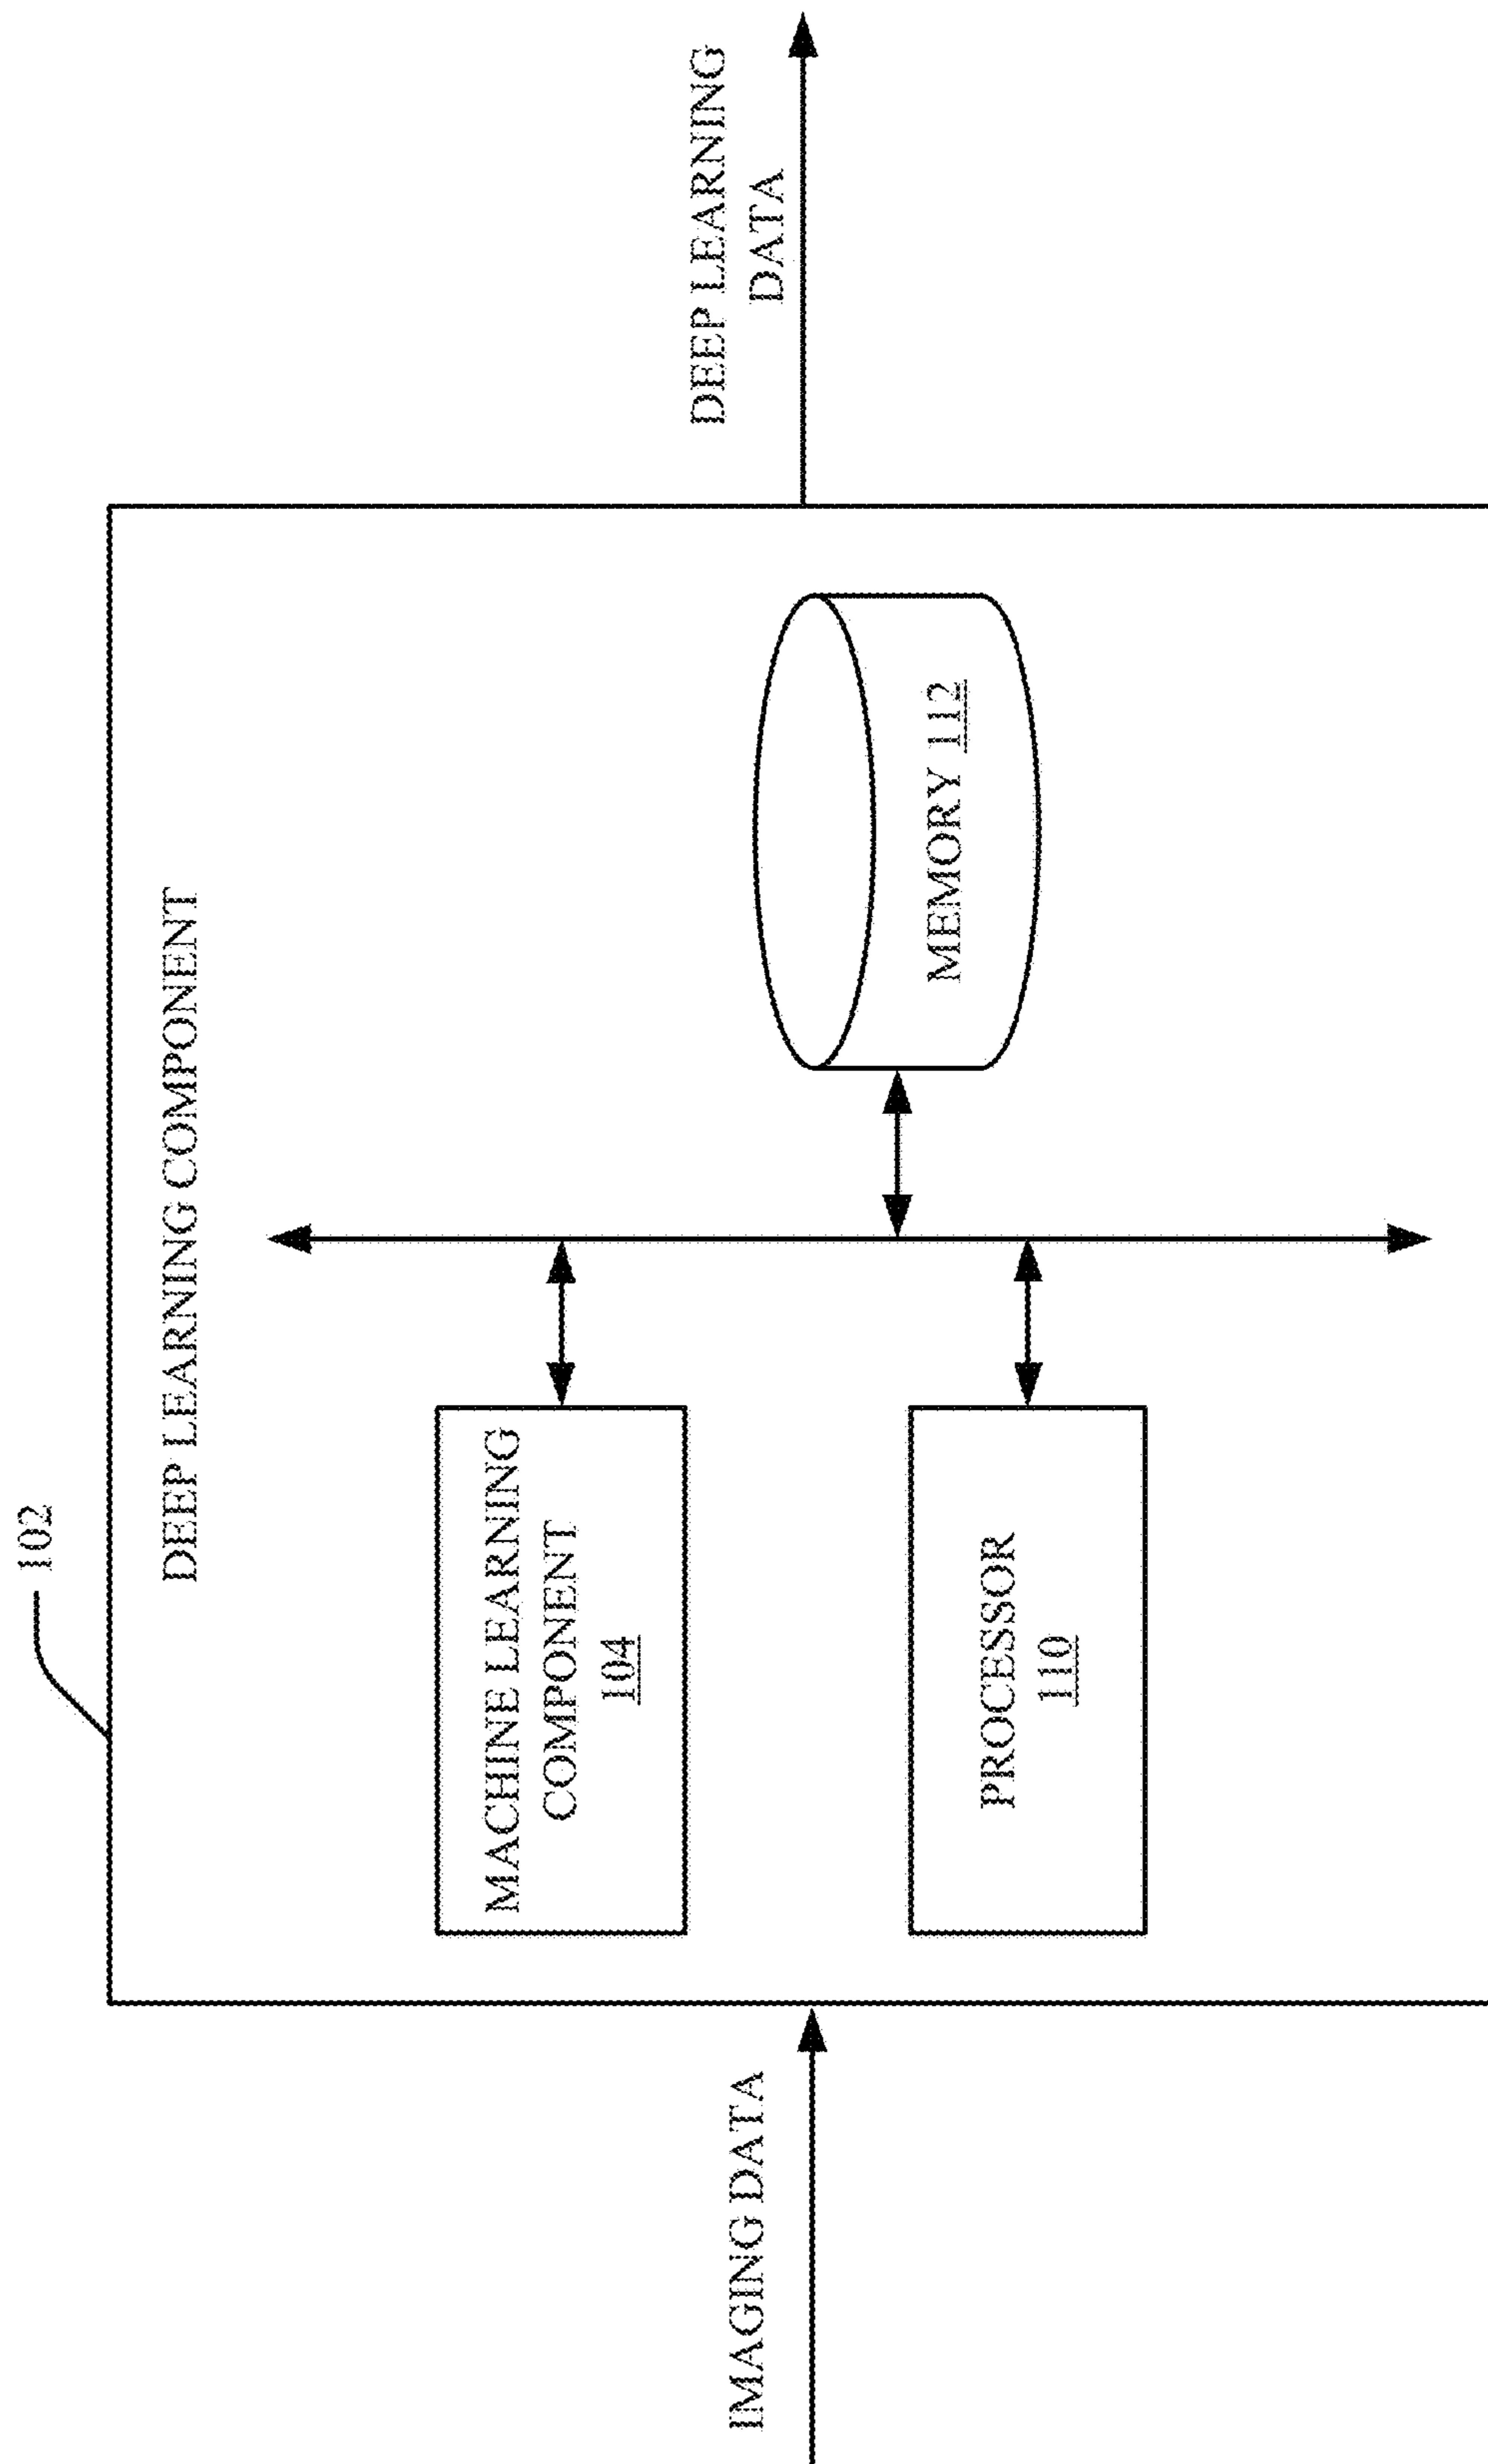 102
DEEP LEARNING COMPONENT
IMAGING DATA
MACHINE LEARNING
COMPONENT
104
PROCESSOR
110
MEMORY 112
DEEP LEARNING
DATA